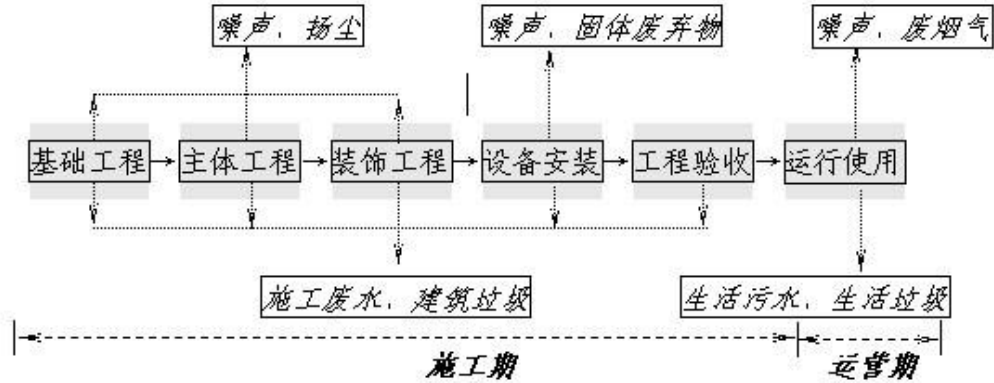 噪声、扬尘
噪声、固体废弃物
噪声、废烟气
基础工程
主体工程
装饰工程
设备安装
工程验收
运行使用
施工废水、建筑垃圾
生活污水、生活垃圾
施工期
运营期